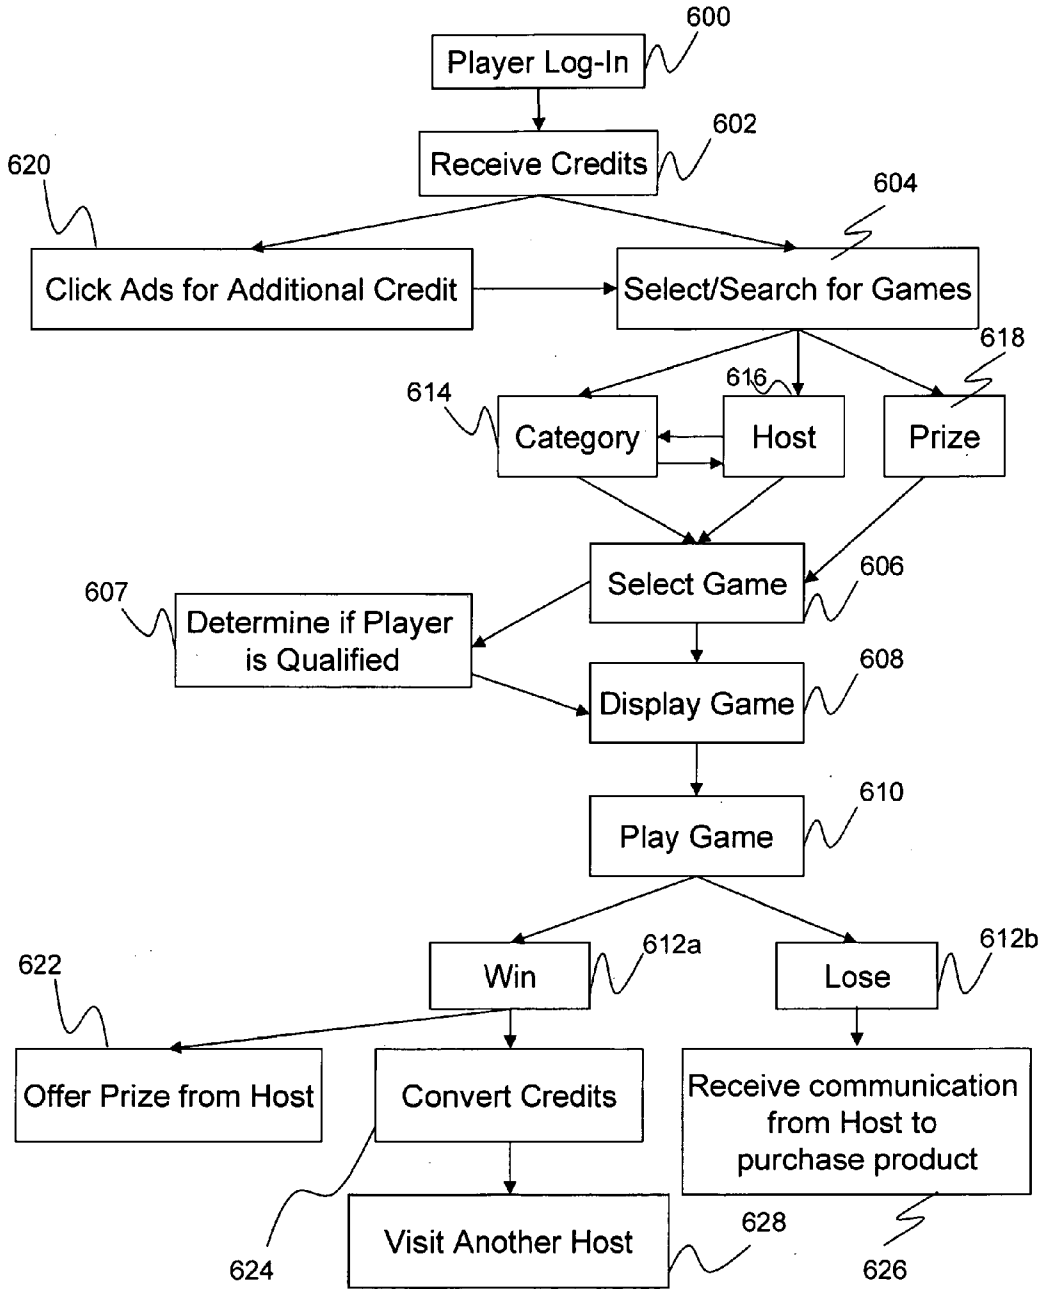 600
Player Log-In
602
Receive Credits
620
604
Click Ads for Additional Credit
Select/Search for Games
618
614
616
Category
Host
Prize
606
Select Game
607
Determine if Player
is Qualified
608
Display Game
610
Play Game
612a
612b
Win
Lose
622
Offer Prize from Host
Convert Credits
Receive communication
from Host to
purchase product
624
Visit Another Host
628
626